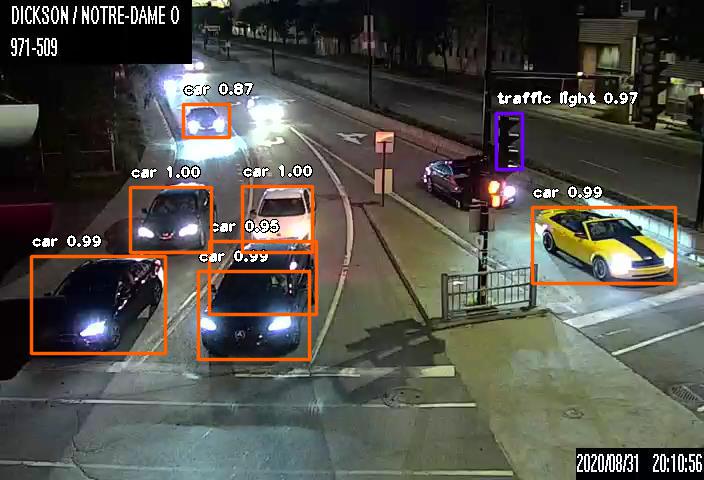 DICKSON / NOTRE-DAME O
971-509
car 0.87
traffic light 0.97
car 1.00
car 1.00
car 0.99
car 0.95
car 0.99
car 0.99
2020/08/31 20:10:56